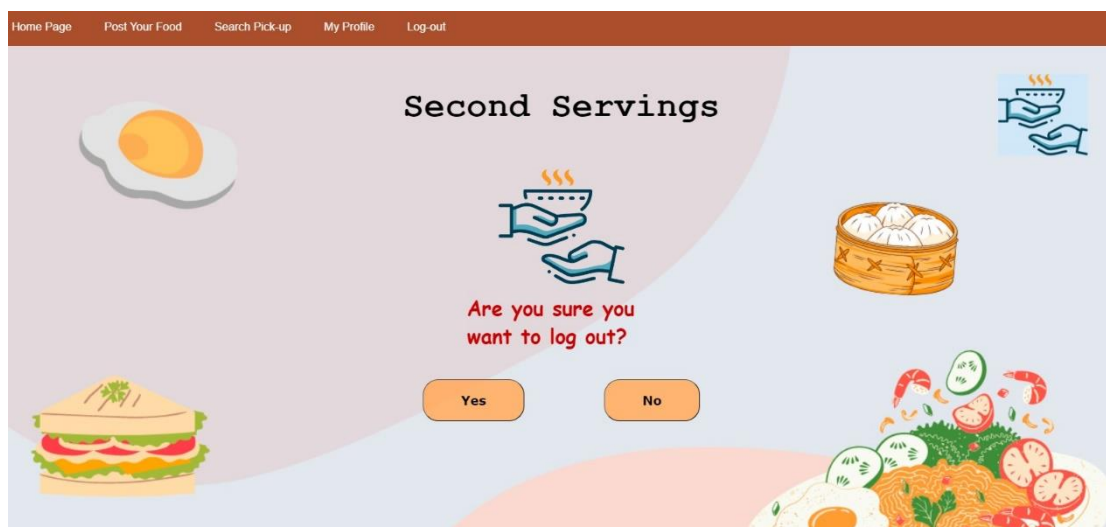 Home Page Post Your Food Search Pick-up My Profile Log-out
Second Servings
Are you sure you
want to log out?
Yes No